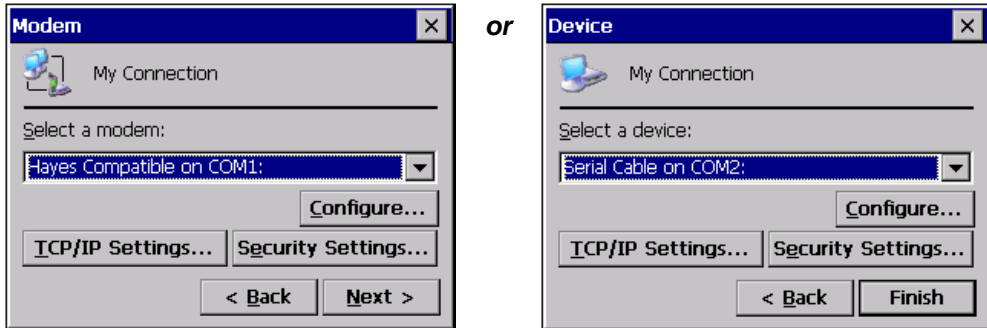 Modem
My Connection
Select a modem:
Hayes Compatible on COM1:
Configure...
TCP/IP Settings... Security Settings...
< Back Next >
or
Device
My Connection
Select a device:
Serial Cable on COM2:
Configure...
TCP/IP Settings... Security Settings...
< Back Finish